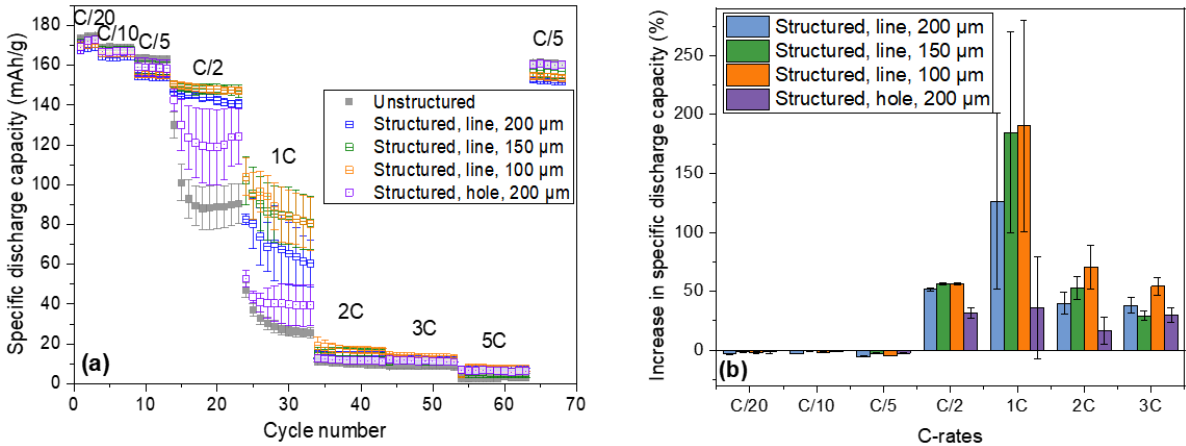 Specific discharge capacity (mAh/g)
200
180
160
140
120
100
80
60
40
20
0
C/20
C/10
C/5
C/2
1C
2C
3C
5C
C/5
Unstructured
Structured, line, 200 µm
Structured, line, 150 µm
Structured, line, 100 µm
Structured, hole, 200 µm
(a)
0 10 20 30 40 50 60 70
Cycle number
Increase in specific discharge capacity (%)
250
200
150
100
50
0
Structured, line, 200 µm
Structured, line, 150 µm
Structured, line, 100 µm
Structured, hole, 200 µm
(b)
C/20 C/10 C/5 C/2 1C 2C 3C
C-rates